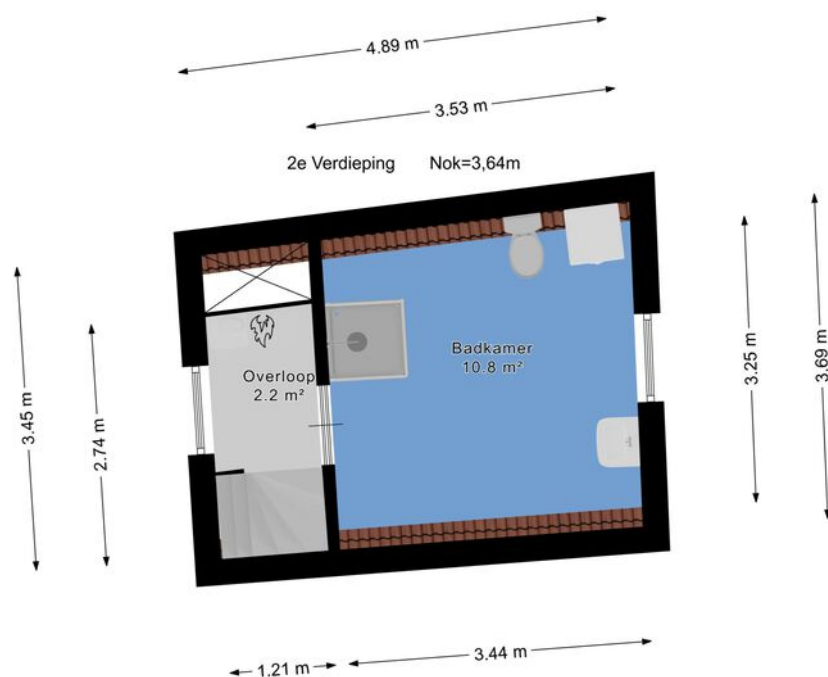 4.89 m
3.53 m
2e Verdieping Nok=3,64m
3.45 m
2.74 m
Overloop
2.2 m²
Badkamer
10.8 m²
3.25 m
3.69 m
1.21 m
3.44 m